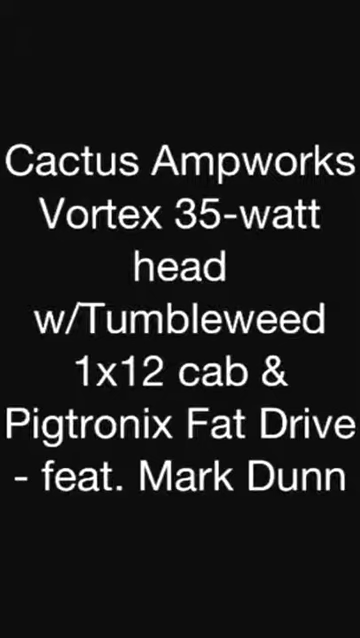 Cactus Ampworks
Vortex 35-watt
head
w/Tumbleweed
1x12 cab &
Pigtronix Fat Drive
- feat. Mark Dunn